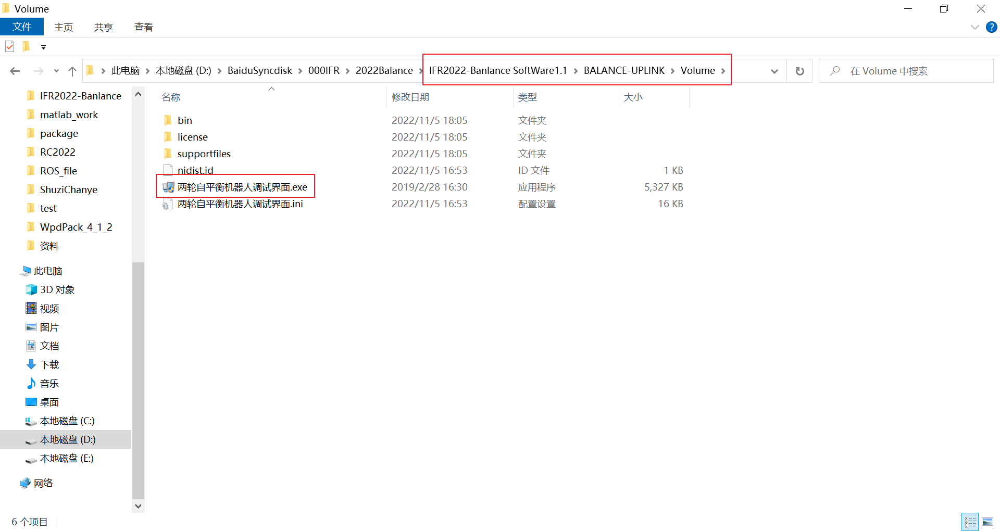 Volume
文件 主页 共享 查看
此电脑 本地磁盘 (D:) BaiduSyncdisk 000IFR 2022Balance IFR2022-Banlance SoftWare1.1 BALANCE-UPLINK Volume 在 Volume 中搜索
IFR2022-Banlance
matlab_work
package
RC2022
ROS_file
ShuziChanye
test
WpdPack_4_1_2
资料
此电脑
3D 对象
视频
图片
文档
下载
音乐
桌面
本地磁盘 (C:)
本地磁盘 (D:)
本地磁盘 (E:)
网络
名称 修改日期 类型 大小
bin 2022/11/5 18:05 文件夹
license 2022/11/5 18:05 文件夹
supportfiles 2022/11/5 18:05 文件夹
nidist.id 2022/11/5 16:53 ID 文件 1 KB
两轮自平衡机器人调试界面.exe 2019/2/28 16:30 应用程序 5,327 KB
两轮自平衡机器人调试界面.ini 2022/11/5 16:53 配置设置 16 KB
6 个项目